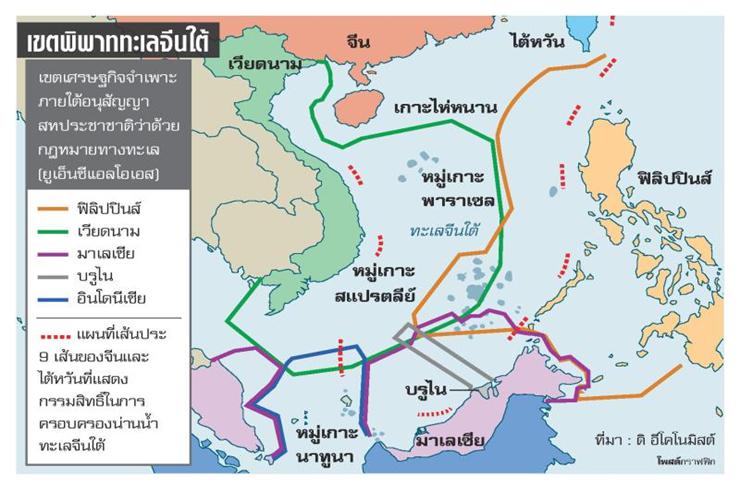 เขตพิพาททะเลจีนใต้
เขตเศรษฐกิจจำเพาะ
ภายใต้อนุสัญญา
สหประชาชาติว่าด้วย
กฎหมายทางทะเล
(ยูเอ็นซีแอลโอเอส)
ฟิลิปปินส์
เวียดนาม
มาเลเซีย
บรูไน
อินโดนีเซีย
แผนที่เส้นประ
9 เส้นของจีนและ
ไต้หวันที่แสดง
กรรมสิทธิ์ในการ
ครอบครองน่านน้ำ
ทะเลจีนใต้
จีน
ไต้หวัน
เวียดนาม
เกาะไห่หนาน
หมู่เกาะ
พาราเซล
ฟิลิปปินส์
ทะเลจีนใต้
หมู่เกาะ
สแปรตลีย์
บรูไน
หมู่เกาะ
นาทูนา
มาเลเซีย
ที่มา : ดิ อีโคโนมิสต์
โพสต์กราฟฟิก